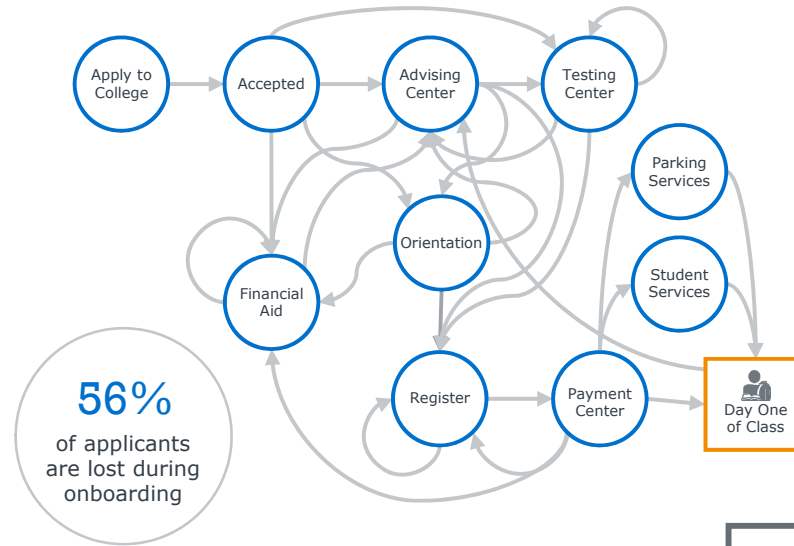 Apply to
College
Accepted
Advising
Center
Testing
Center
Parking
Services
Orientation
Student
Services
Financial
Aid
56%
of applicants
are lost during
onboarding
Register
Payment
Center
Day One
of Class